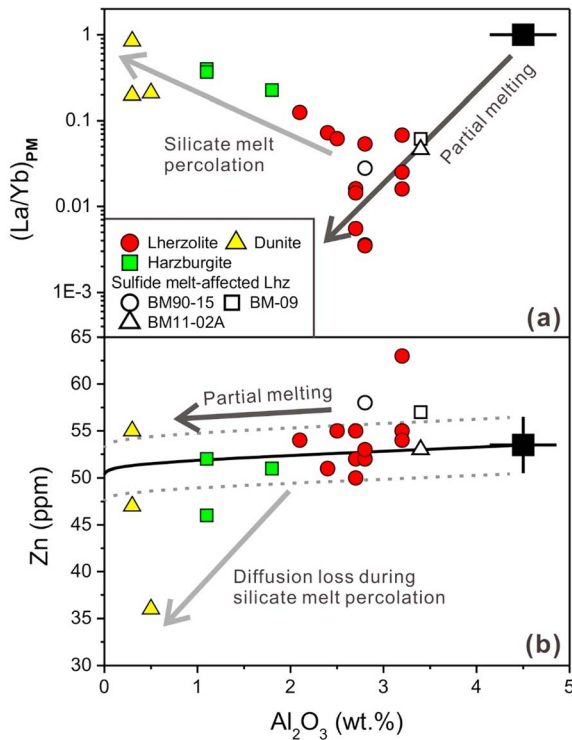 1
0.1
0.01
1E-3
(La/Yb)PM
Silicate melt
percolation
Partial melting
Lherzolite
Dunite
Harzburgite
Sulfide melt-affected Lhz
BM90-15
BM-09
BM11-02A
(a)
65
60
55
50
45
40
35
30
Zn (ppm)
Partial melting
Diffusion loss during
silicate melt percolation
(b)
0
1
2
3
4
5
Al2O3 (wt.%)